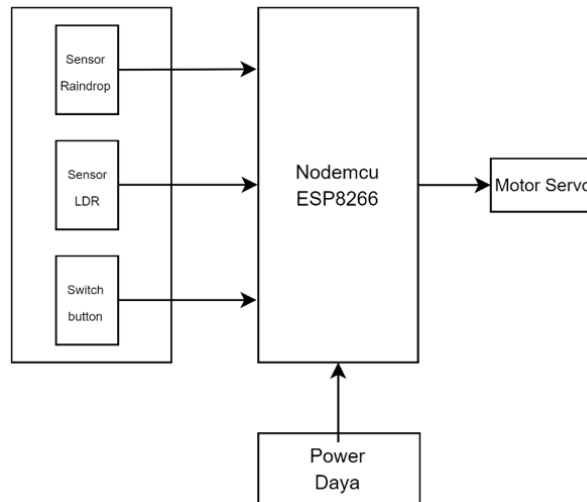 Sensor
Raindrop
Sensor
LDR
Switch
button
Nodemcu
ESP8266
Motor Servo
Power
Daya